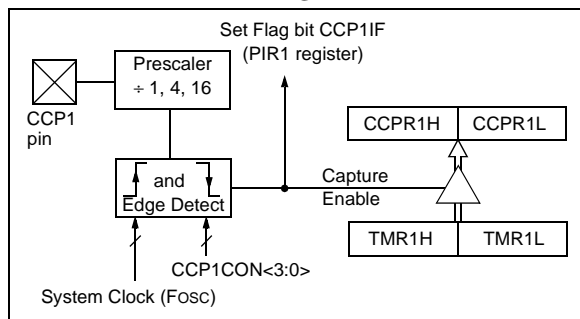 Set Flag bit CCP1IF
(PIR1 register)
Prescaler
÷ 1, 4, 16
CCP1
pin
CCPR1H
CCPR1L
and
Edge Detect
Capture
Enable
TMR1H
TMR1L
CCP1CON<3:0>
System Clock (FOSC)